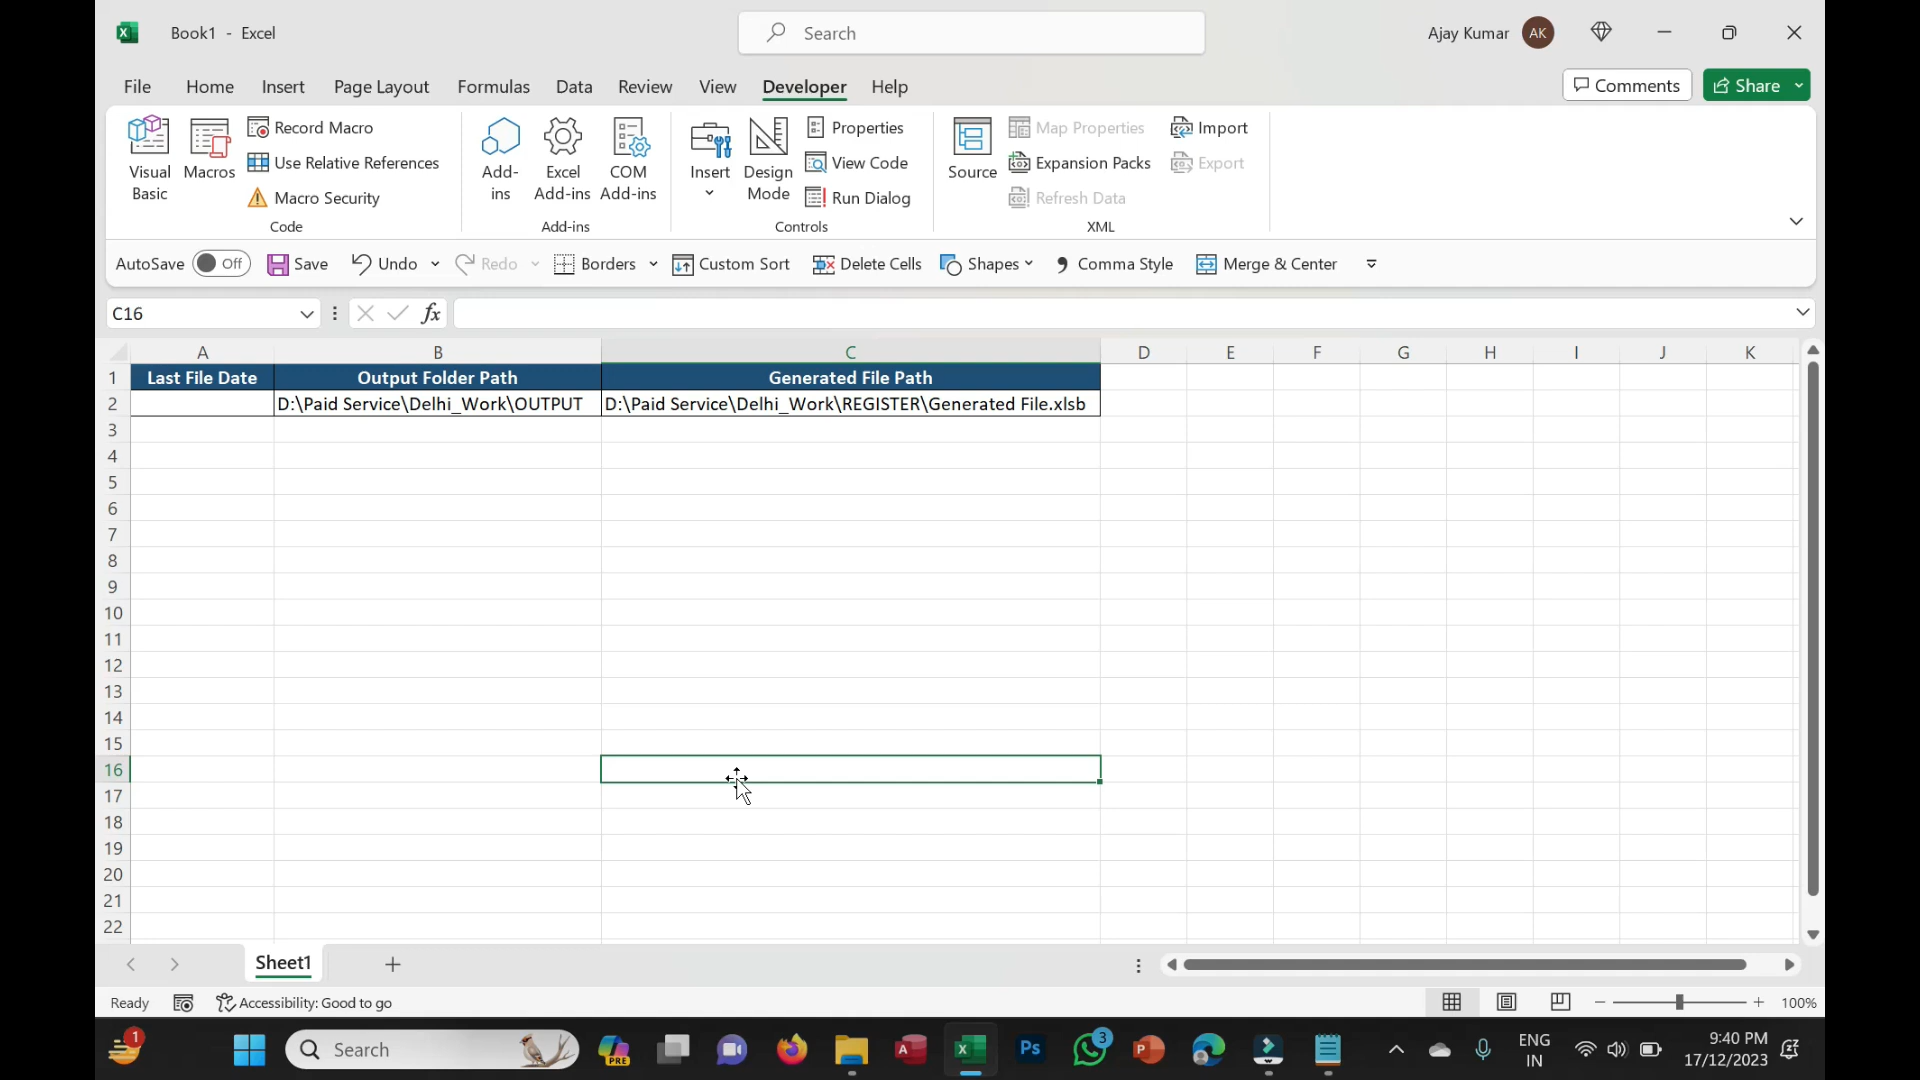 Book1 - Excel
Search
Ajay Kumar AK
File Home Insert Page Layout Formulas Data Review View Developer Help
Comments Share
Visual Basic
Macros
Record Macro
Use Relative References
Macro Security
Code
Add-ins
Excel Add-ins
COM Add-ins
Add-ins
Insert
Design Mode
Properties
View Code
Run Dialog
Controls
Source
Map Properties
Expansion Packs
Refresh Data
Import
Export
XML
AutoSave Off Save Undo Redo Borders Custom Sort Delete Cells Shapes Comma Style Merge & Center
C16 fx
A B C D E F G H I J K
1 Last File Date Output Folder Path Generated File Path
2 D:\Paid Service\Delhi_Work\OUTPUT D:\Paid Service\Delhi_Work\REGISTER\Generated File.xlsb
3
4
5
6
7
8
9
10
11
12
13
14
15
16
17
18
19
20
21
22
Sheet1
Ready Accessibility: Good to go 100%
1 Search PRE A X Ps 3 P ENG IN 9:40 PM 17/12/2023